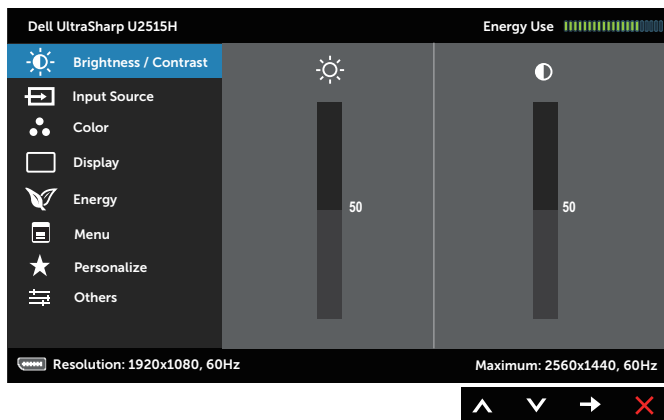 Dell UltraSharp U2515H
Energy Use
Brightness / Contrast
Input Source
Color
Display
Energy
Menu
Personalize
Others
50
50
Resolution: 1920x1080, 60Hz
Maximum: 2560x1440, 60Hz